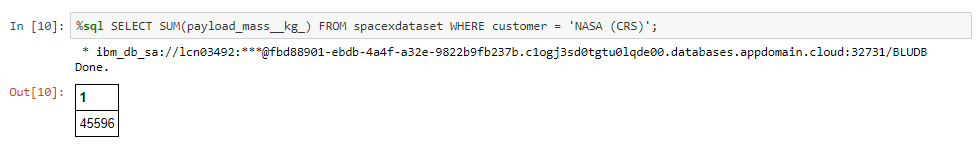 In [10]: %sql SELECT SUM(payload_mass__kg_) FROM spacexdataset WHERE customer = 'NASA (CRS)';
* ibm_db_sa://lcn03492:***@fbd88901-ebdb-4a4f-a32e-9822b9fb237b.c1ogj3sd0tgtu0lqde00.databases.appdomain.cloud:32731/BLUDB
Done.
Out[10]: 1
45596